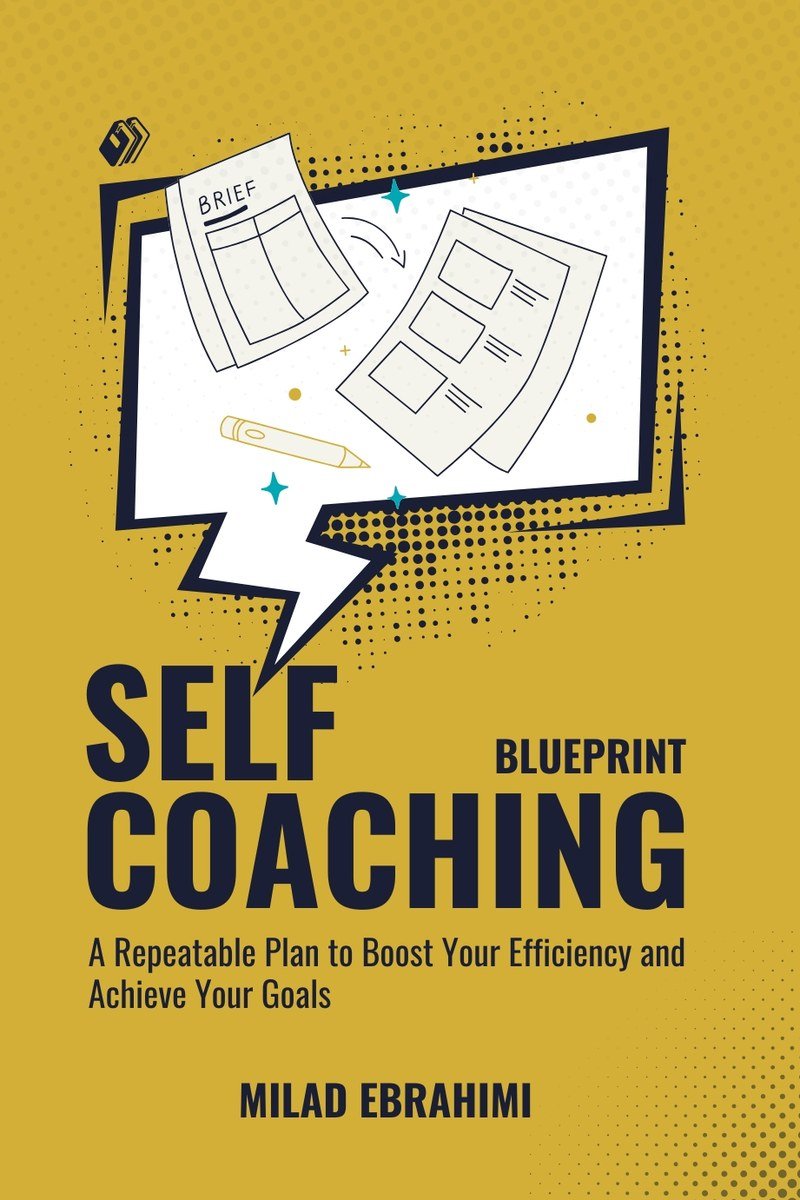 BRIEF
SELF
BLUEPRINT
COACHING
A Repeatable Plan to Boost Your Efficiency and
Achieve Your Goals
MILAD EBRAHIMI